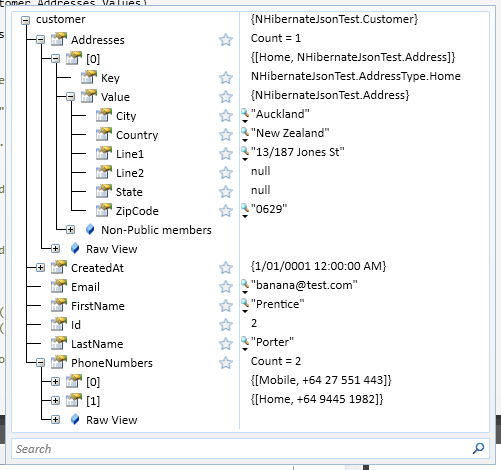 tomer Addresses Values)
customer {NHibernateJsonTest.Customer}
Addresses Count = 1
[0] {[Home, NHibernateJsonTest.Address]}
Key NHibernateJsonTest.AddressType.Home
Value {NHibernateJsonTest.Address}
City "Auckland"
Country "New Zealand"
Line1 "13/187 Jones St"
Line2 null
State null
ZipCode "0629"
Non-Public members
Raw View
CreatedAt {1/01/0001 12:00:00 AM}
Email "banana@test.com"
FirstName "Prentice"
Id 2
LastName "Porter"
PhoneNumbers Count = 2
[0] {[Mobile, +64 27 551 443]}
[1] {[Home, +64 9445 1982]}
Raw View
Search